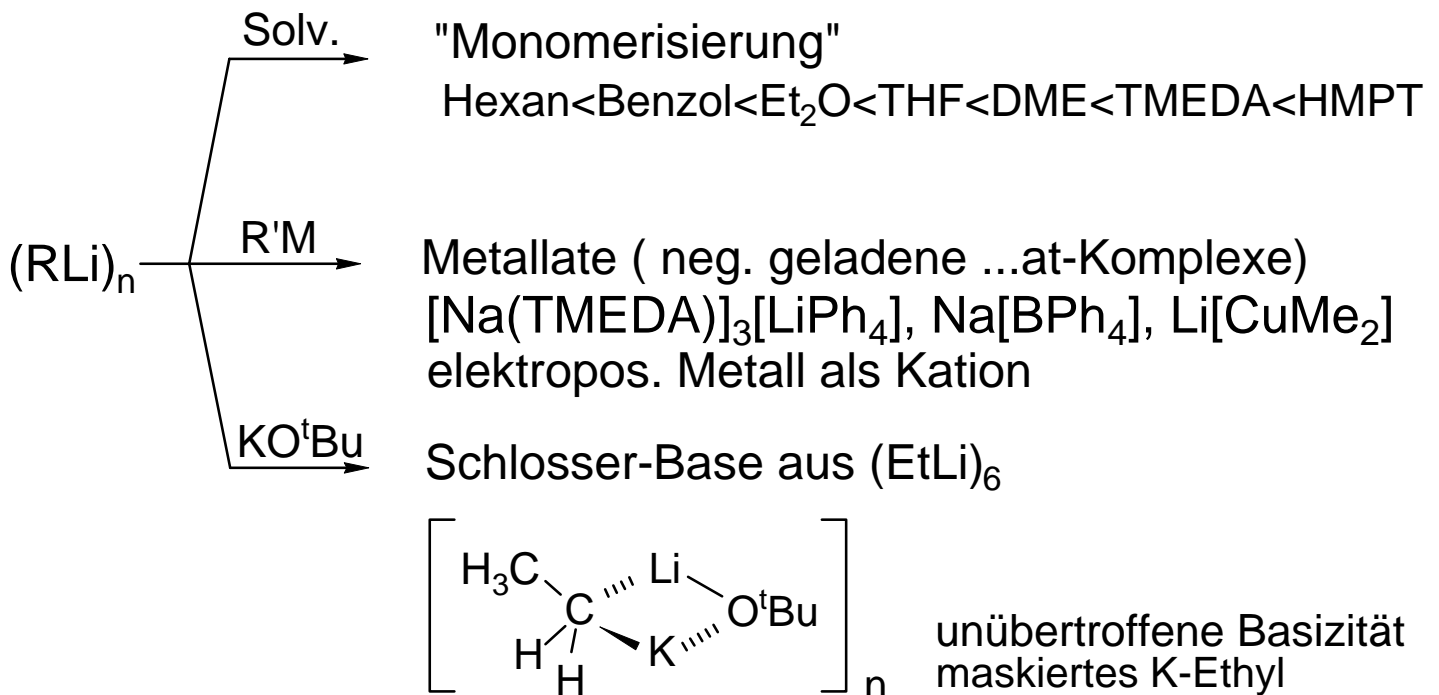 Solv.
"Monomerisierung"
Hexan<Benzol<Et₂O<THF<DME<TMEDA<HMPT
(RLi)ₙ
R'M
Metallate ( neg. geladene ...at-Komplexe)
[Na(TMEDA)]₃[LiPh₄], Na[BPh₄], Li[CuMe₂]
elektropos. Metall als Kation
KOᵗBu
Schlosser-Base aus (EtLi)₆
H₃C
Li
C
OᵗBu
H
K
H
n
unübertroffene Basizität
maskiertes K-Ethyl